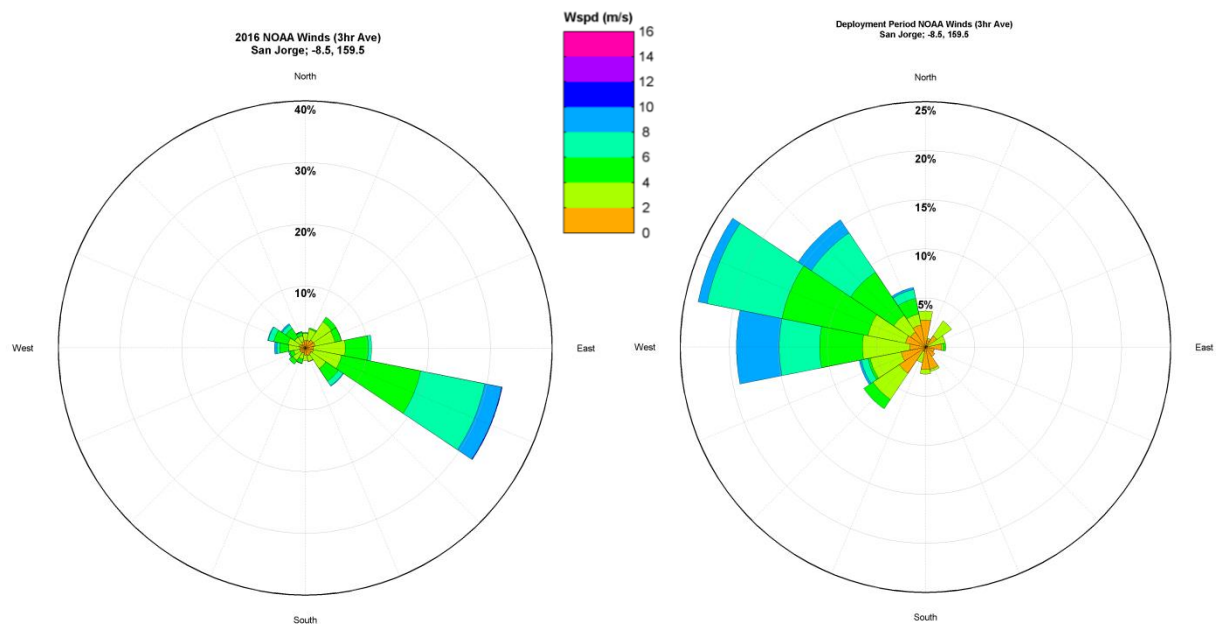 2016 NOAA Winds (3hr Ave)
San Jorge; -8.5, 159.5
North
40%
30%
20%
10%
West
East
South
Wspd (m/s)
16
14
12
10
8
6
4
2
0
Deployment Period NOAA Winds (3hr Ave)
San Jorge; -8.5, 159.5
North
25%
20%
15%
10%
5%
West
East
South